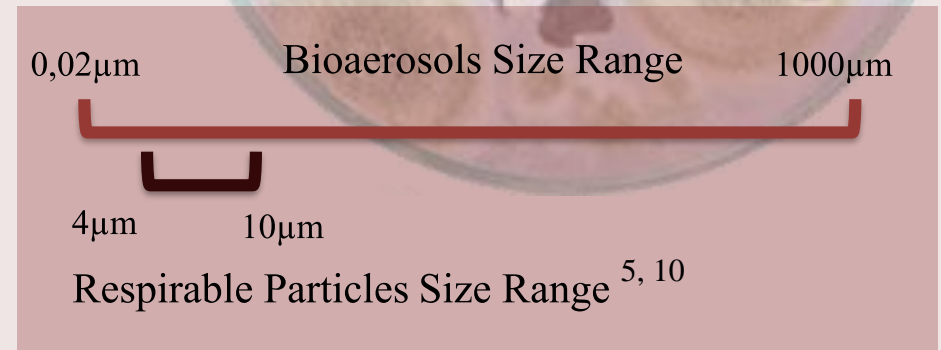 0,02µm Bioaerosols Size Range 1000µm
4µm 10µm
Respirable Particles Size Range 5, 10